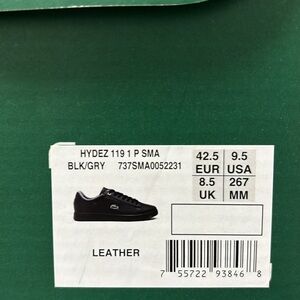 HYDEZ 119 1 P SMA
BLK/GRY 737SMA0052231
42.5 9.5
EUR USA
8.5 267
UK MM
LEATHER
7 55722 93846 8